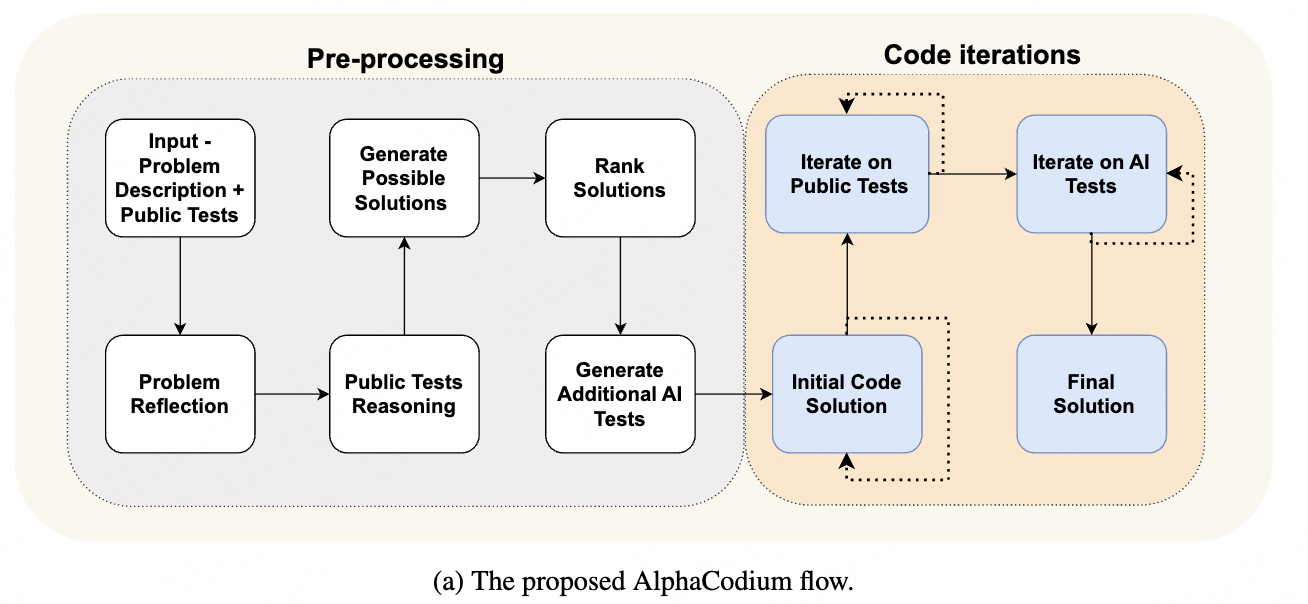 Pre-processing
Input -
Problem
Description +
Public Tests
Problem
Reflection
Public Tests
Reasoning
Generate
Possible
Solutions
Rank
Solutions
Generate
Additional AI
Tests
Code iterations
Initial Code
Solution
Iterate on
Public Tests
Iterate on AI
Tests
Final
Solution
(a) The proposed AlphaCodium flow.